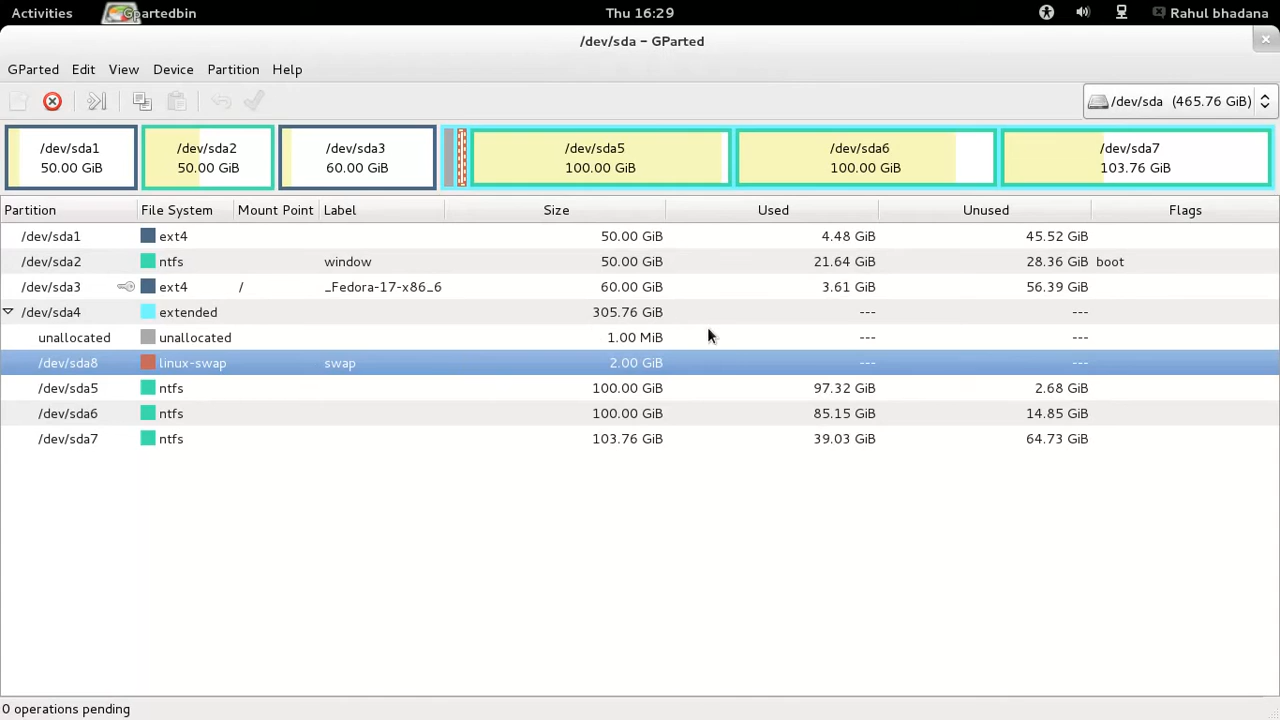 Activities Gpartedbin Thu 16:29 Rahul bhadana
/dev/sda - GParted
GParted Edit View Device Partition Help
/dev/sda (465.76 GiB)
/dev/sda1 /dev/sda2 /dev/sda3 /dev/sda5 /dev/sda6 /dev/sda7
50.00 GiB 50.00 GiB 60.00 GiB 100.00 GiB 100.00 GiB 103.76 GiB
Partition File System Mount Point Label Size Used Unused Flags
/dev/sda1 ext4 50.00 GiB 4.48 GiB 45.52 GiB
/dev/sda2 ntfs window 50.00 GiB 21.64 GiB 28.36 GiB boot
/dev/sda3 ext4 / _Fedora-17-x86_6 60.00 GiB 3.61 GiB 56.39 GiB
/dev/sda4 extended 305.76 GiB --- ---
unallocated unallocated 1.00 MiB --- ---
/dev/sda8 linux-swap swap 2.00 GiB --- ---
/dev/sda5 ntfs 100.00 GiB 97.32 GiB 2.68 GiB
/dev/sda6 ntfs 100.00 GiB 85.15 GiB 14.85 GiB
/dev/sda7 ntfs 103.76 GiB 39.03 GiB 64.73 GiB
0 operations pending